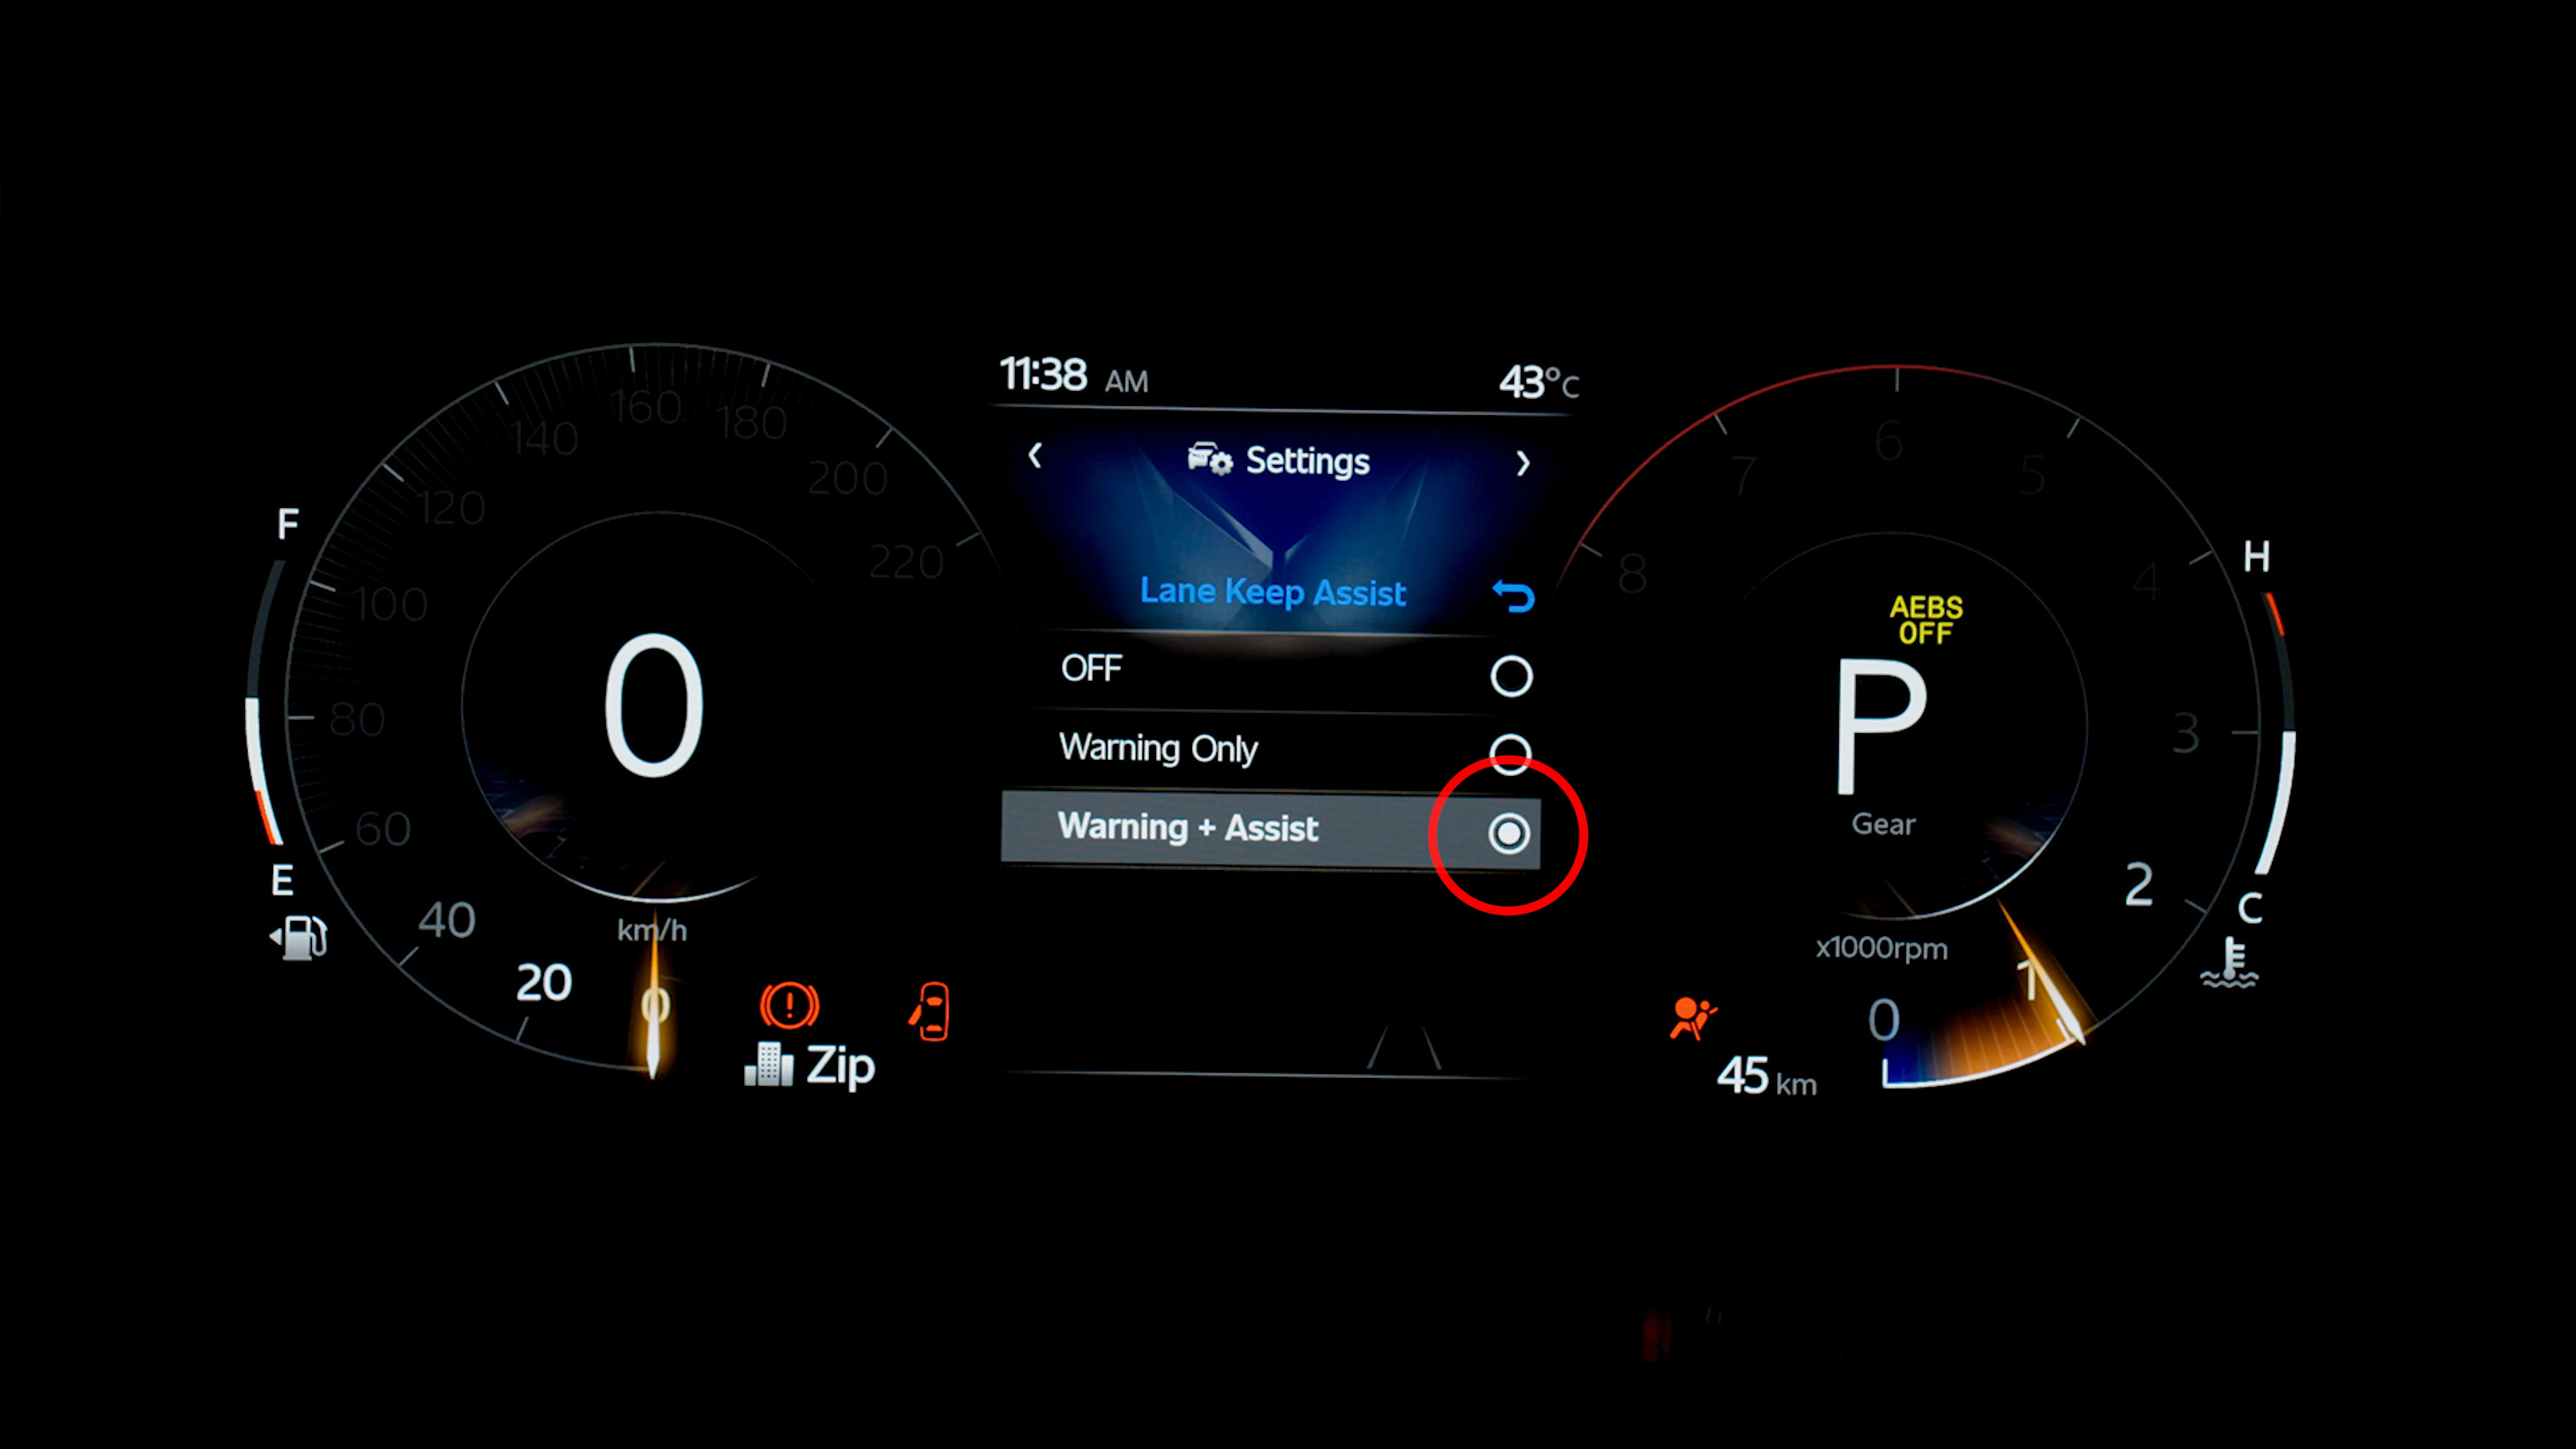 11:38 AM
43°C
Settings
Lane Keep Assist
OFF
Warning Only
Warning + Assist
F
E
220
200
180
160
140
120
100
80
60
40
20
0
0
km/h
Zip
8
7
6
5
4
3
2
1
0
AEBS
OFF
P
Gear
x1000rpm
45 km
H
C